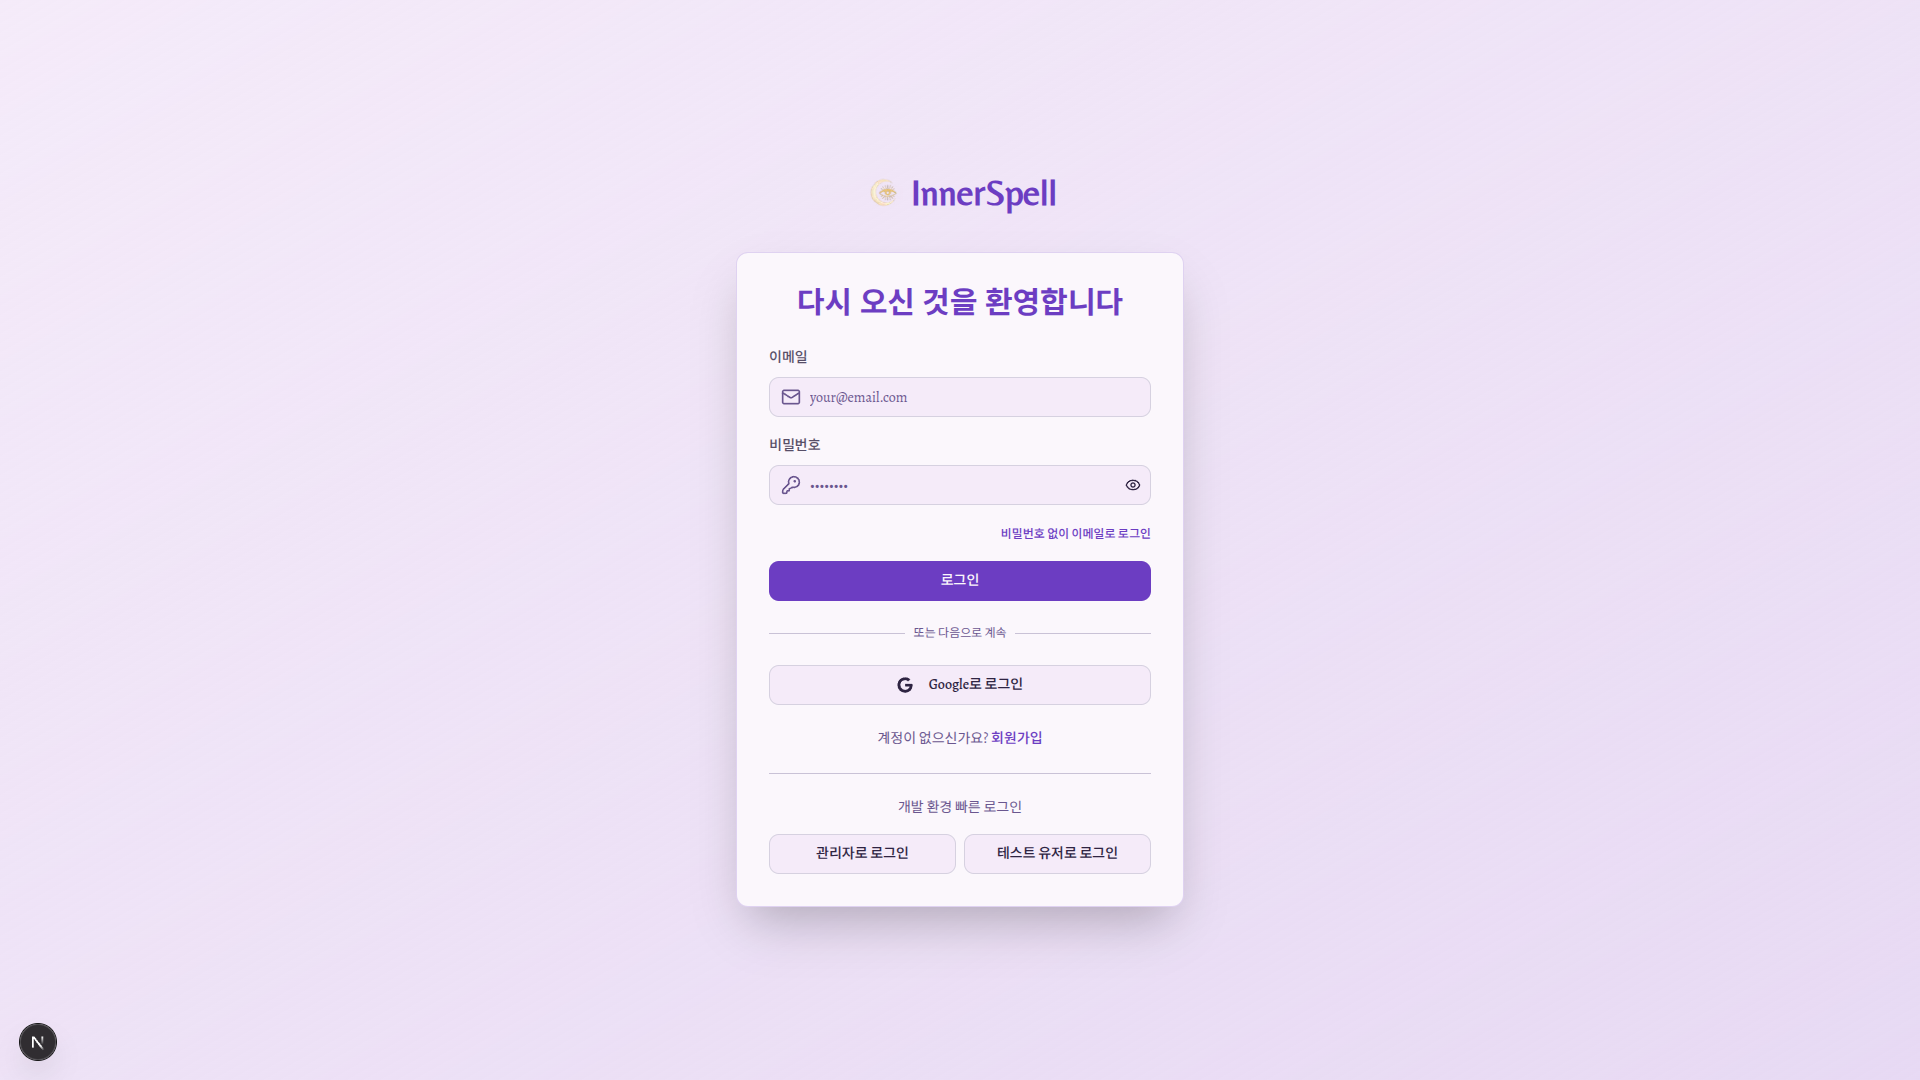 InnerSpell
다시 오신 것을 환영합니다
이메일
your@email.com
비밀번호
••••••••
비밀번호 없이 이메일로 로그인
로그인
또는 다음으로 계속
G Google로 로그인
계정이 없으신가요? 회원가입
개발 환경 빠른 로그인
관리자로 로그인
테스트 유저로 로그인
N